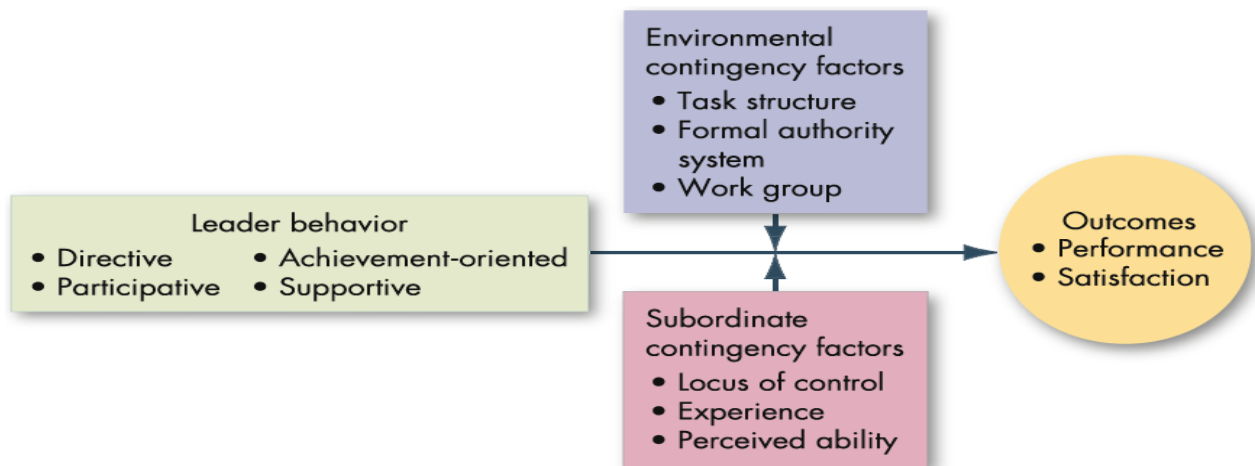 Environmental
contingency factors
• Task structure
• Formal authority
system
• Work group
Leader behavior
• Directive • Achievement-oriented
• Participative • Supportive
Outcomes
• Performance
• Satisfaction
Subordinate
contingency factors
• Locus of control
• Experience
• Perceived ability